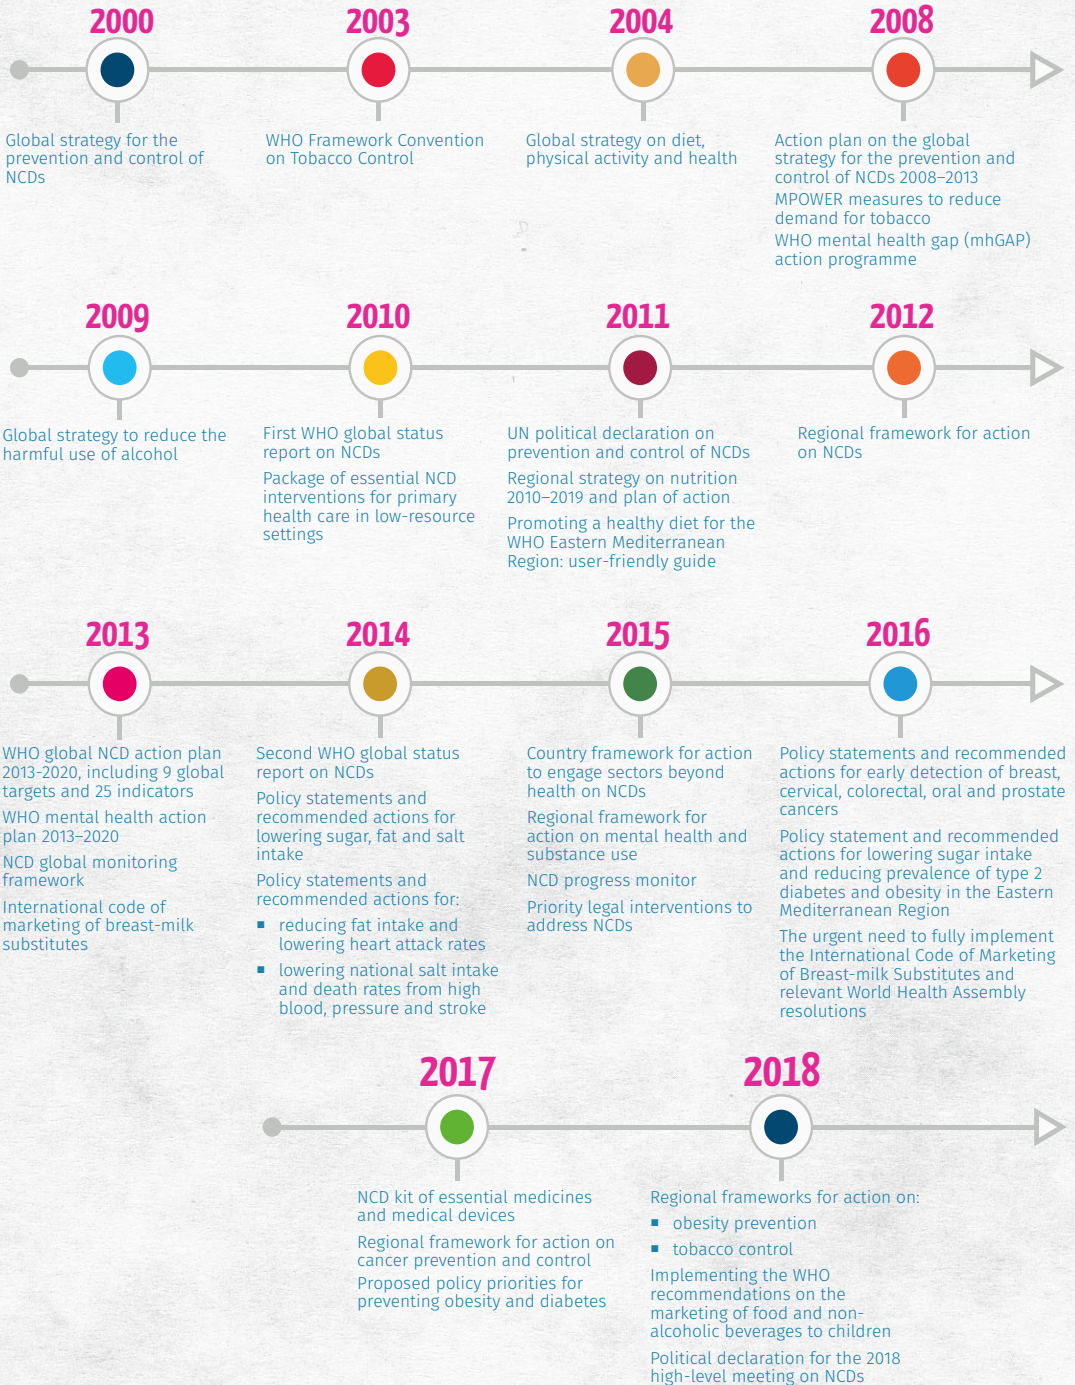 2000
2003
2004
2008
Global strategy for the
prevention and control of
NCDs
WHO Framework Convention
on Tobacco Control
Global strategy on diet,
physical activity and health
Action plan on the global
strategy for the prevention and
control of NCDs 2008–2013
MPOWER measures to reduce
demand for tobacco
WHO mental health gap (mhGAP)
action programme
2009
2010
2011
2012
Global strategy to reduce the
harmful use of alcohol
First WHO global status
report on NCDs
Package of essential NCD
interventions for primary
health care in low-resource
settings
UN political declaration on
prevention and control of NCDs
Regional strategy on nutrition
2010–2019 and plan of action
Promoting a healthy diet for the
WHO Eastern Mediterranean
Region: user-friendly guide
Regional framework for action
on NCDs
2013
2014
2015
2016
WHO global NCD action plan
2013-2020, including 9 global
targets and 25 indicators
WHO mental health action
plan 2013–2020
NCD global monitoring
framework
International code of
marketing of breast-milk
substitutes
Second WHO global status
report on NCDs
Policy statements and
recommended actions for
lowering sugar, fat and salt
intake
Policy statements and
recommended actions for:
▪ reducing fat intake and
lowering heart attack rates
▪ lowering national salt intake
and death rates from high
blood, pressure and stroke
Country framework for action
to engage sectors beyond
health on NCDs
Regional framework for
action on mental health and
substance use
NCD progress monitor
Priority legal interventions to
address NCDs
Policy statements and recommended
actions for early detection of breast,
cervical, colorectal, oral and prostate
cancers
Policy statement and recommended
actions for lowering sugar intake
and reducing prevalence of type 2
diabetes and obesity in the Eastern
Mediterranean Region
The urgent need to fully implement
the International Code of Marketing
of Breast-milk Substitutes and
relevant World Health Assembly
resolutions
2017
2018
NCD kit of essential medicines
and medical devices
Regional framework for action on
cancer prevention and control
Proposed policy priorities for
preventing obesity and diabetes
Regional frameworks for action on:
▪ obesity prevention
▪ tobacco control
Implementing the WHO
recommendations on the
marketing of food and non-
alcoholic beverages to children
Political declaration for the 2018
high-level meeting on NCDs